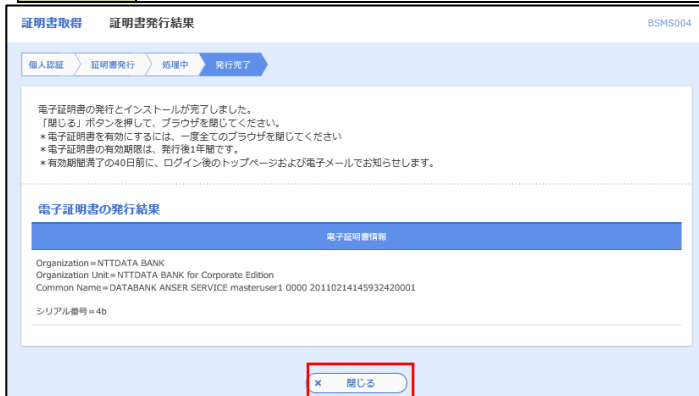 証明書取得 証明書発行結果 BSMS004
個人認証 証明書発行 処理中 発行完了
電子証明書の発行とインストールが完了しました。
「閉じる」ボタンを押して、ブラウザを閉じてください。
＊電子証明書を有効にするには、一度全てのブラウザを閉じてください
＊電子証明書の有効期限は、発行後1年間です。
＊有効期間満了の40日前に、ログイン後のトップページおよび電子メールでお知らせします。
電子証明書の発行結果
電子証明書情報
Organization=NTTDATA BANK
Organization Unit=NTTDATA BANK for Corporate Edition
Common Name=DATABANK ANSER SERVICE masteruser1 0000 20110214145932420001
シリアル番号=4b
× 閉じる